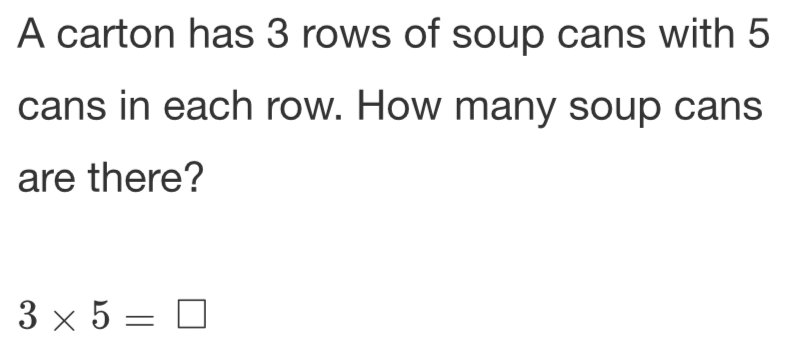 A carton has 3 rows of soup cans with 5
cans in each row. How many soup cans
are there?
3 × 5 = □